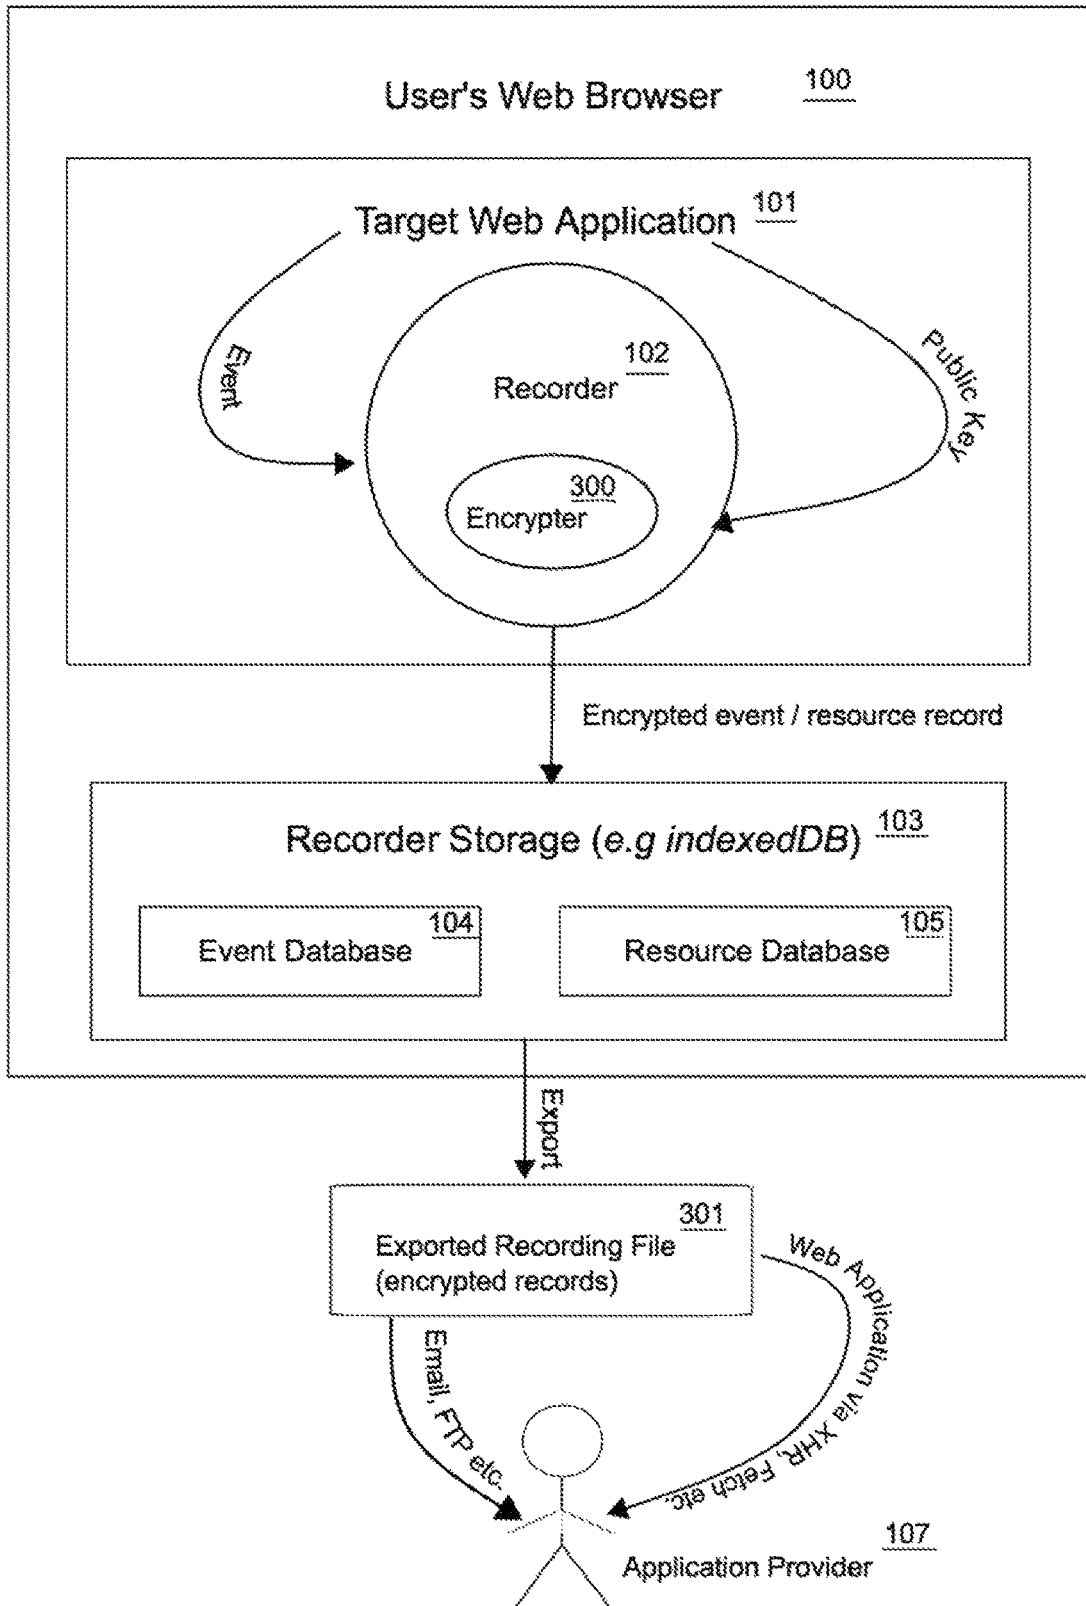 User's Web Browser 100
Target Web Application 101
Event
Public Key
102
Recorder
300
Encrypter
Encrypted event / resource record
Recorder Storage (e.g indexedDB) 103
104
Event Database
105
Resource Database
Export
301
Exported Recording File
(encrypted records)
Email, FTP etc.
Web Application via XHR, Fetch etc.
Application Provider 107